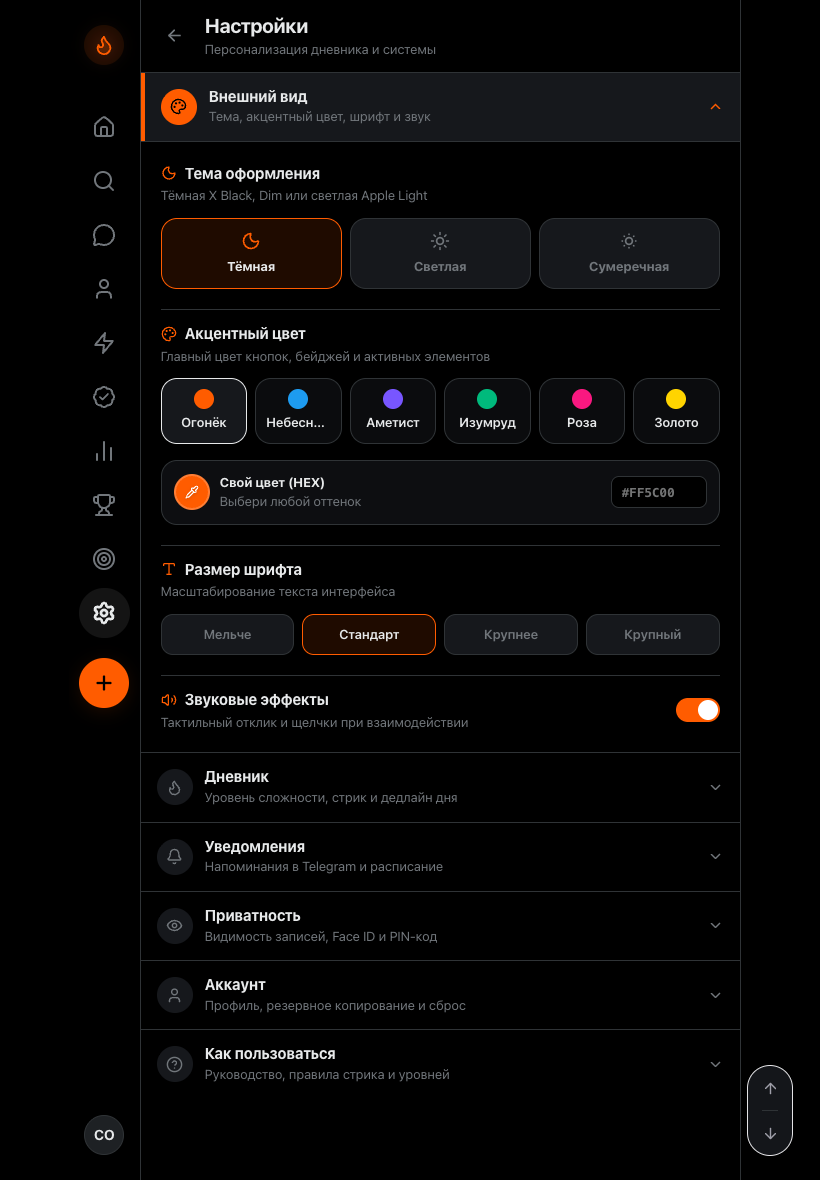 Настройки
Персонализация дневника и системы
Внешний вид
Тема, акцентный цвет, шрифт и звук
Тема оформления
Тёмная X Black, Dim или светлая Apple Light
Тёмная
Светлая
Сумеречная
Акцентный цвет
Главный цвет кнопок, бейджей и активных элементов
Огонёк
Небесн...
Аметист
Изумруд
Роза
Золото
Свой цвет (HEX)
Выбери любой оттенок
#FF5C00
Размер шрифта
Масштабирование текста интерфейса
Мельче
Стандарт
Крупнее
Крупный
Звуковые эффекты
Тактильный отклик и щелчки при взаимодействии
Дневник
Уровень сложности, стрик и дедлайн дня
Уведомления
Напоминания в Telegram и расписание
Приватность
Видимость записей, Face ID и PIN-код
Аккаунт
Профиль, резервное копирование и сброс
Как пользоваться
Руководство, правила стрика и уровней
CO